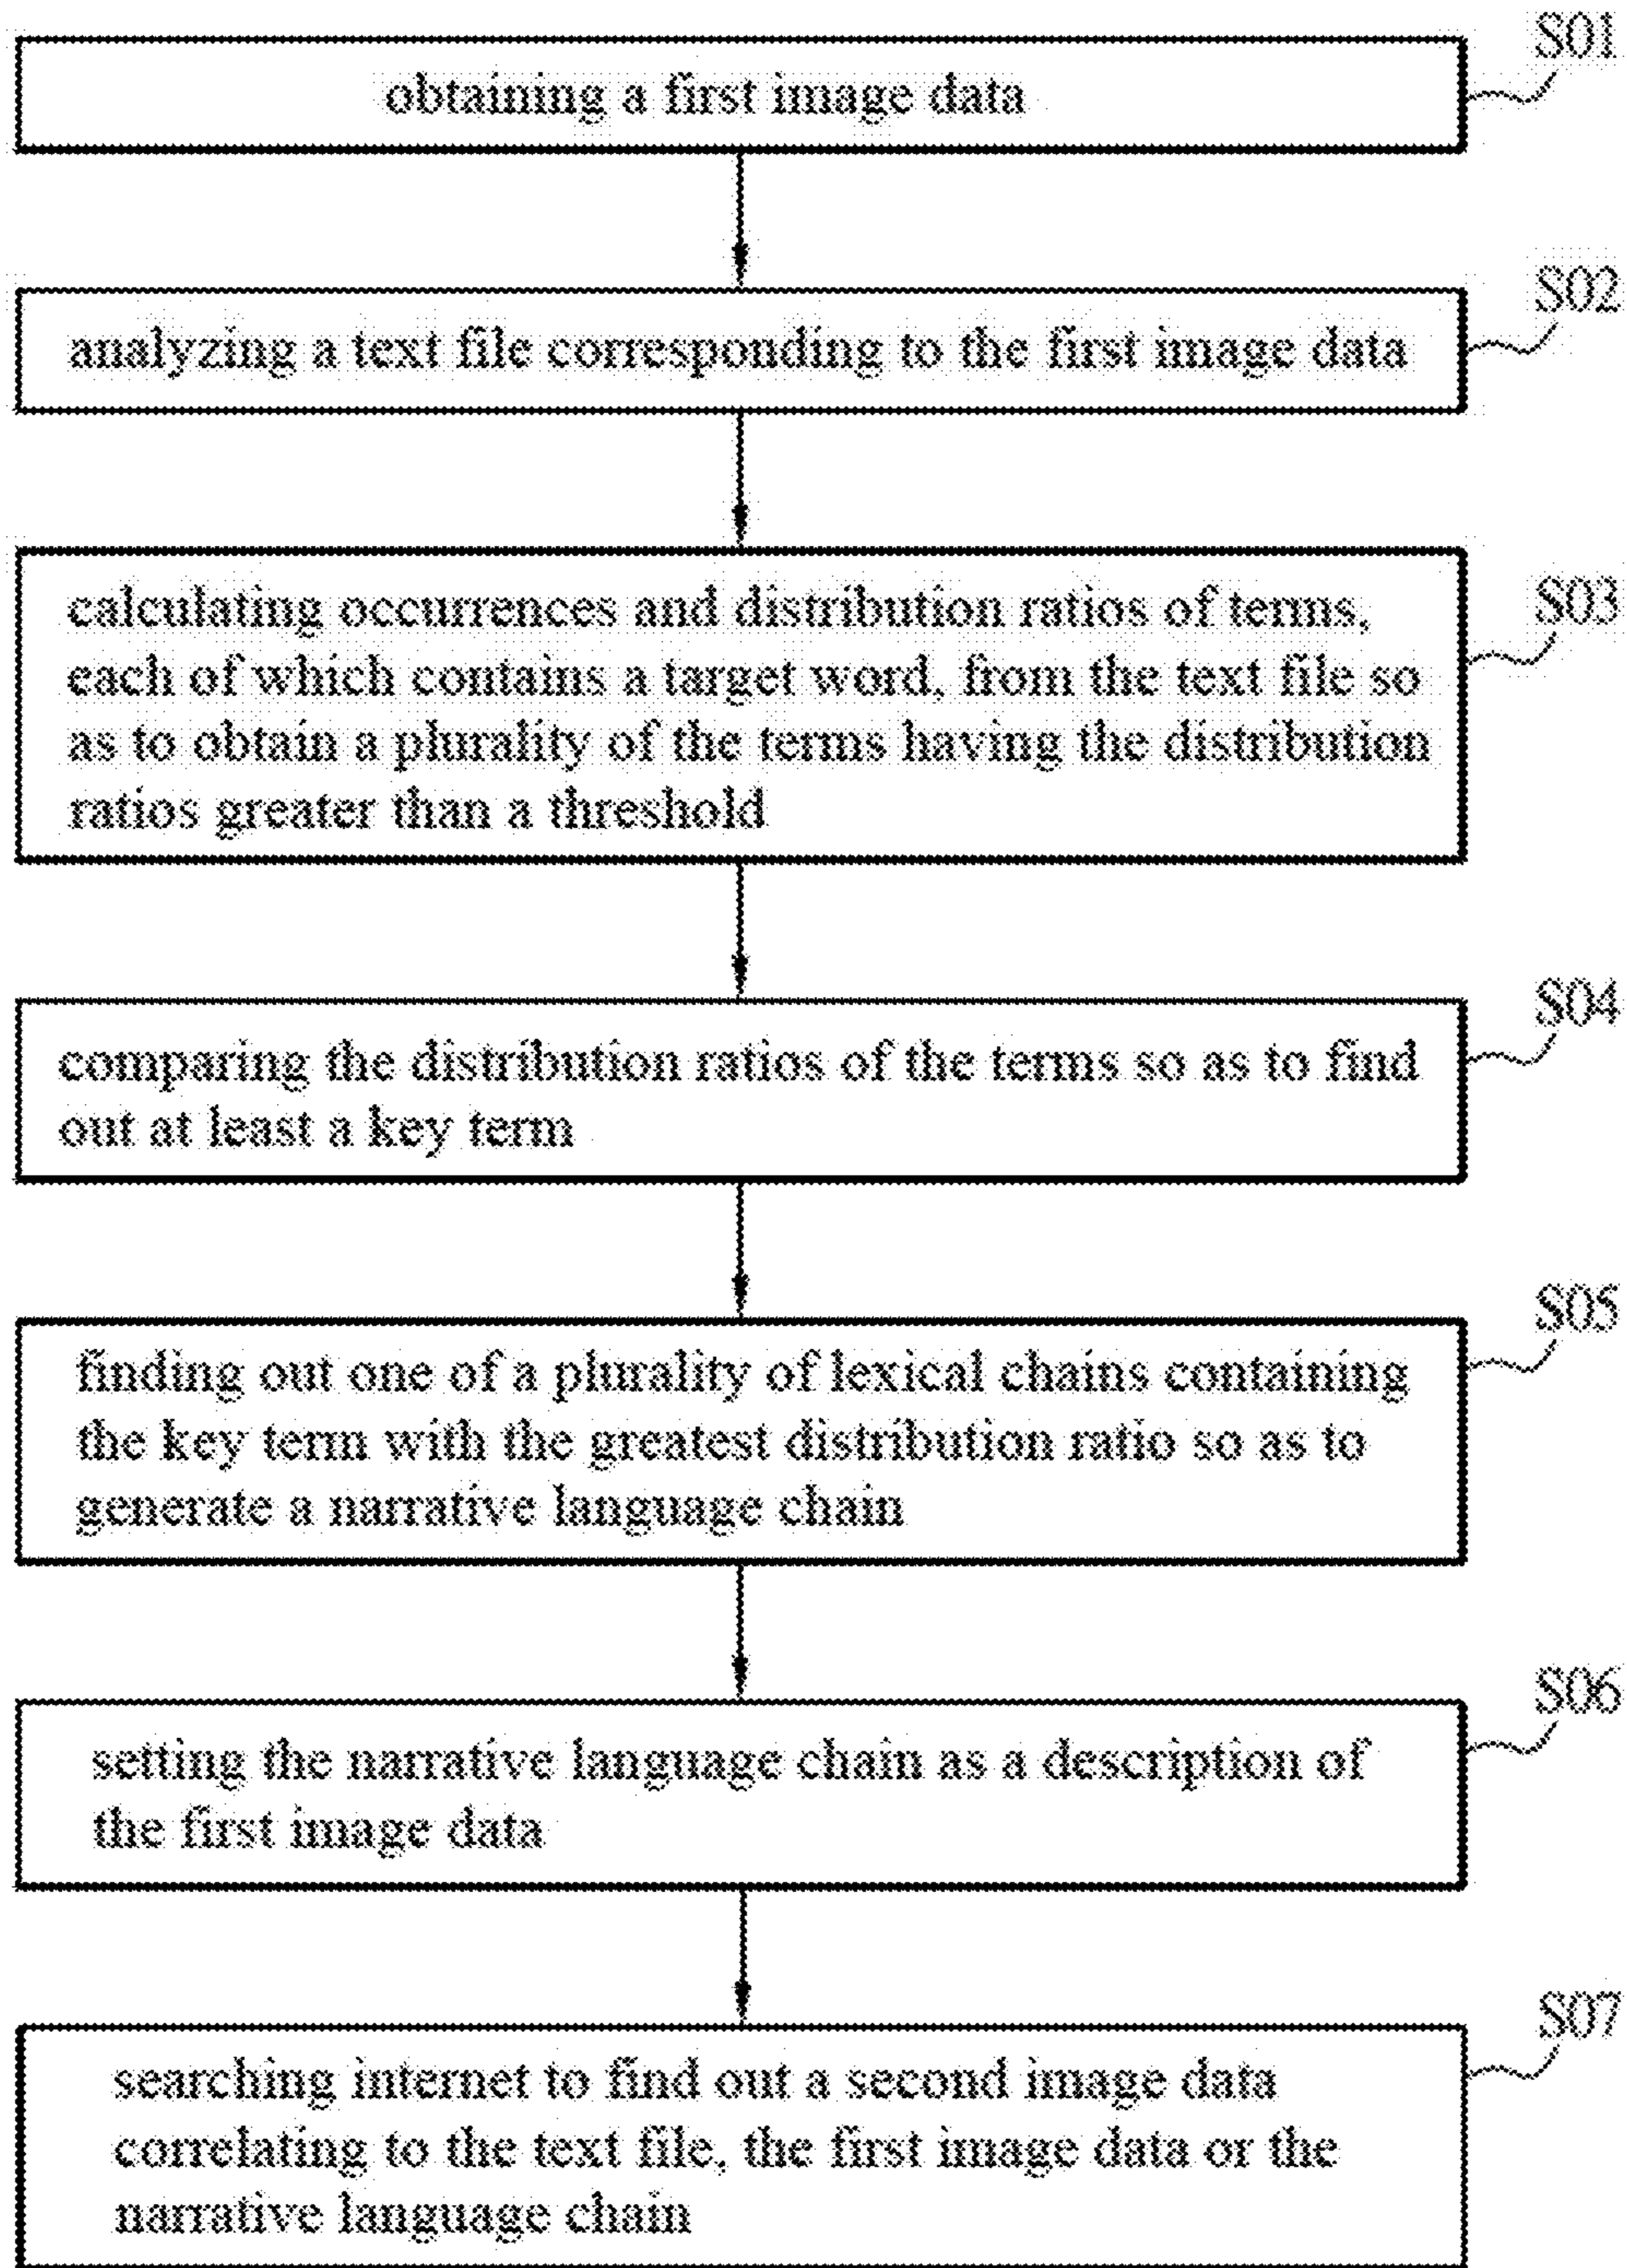 S01
obtaining a first image data
S02
analyzing a text file corresponding to the first image data
S03
calculating occurrences and distribution ratios of terms,
each of which contains a target word, from the text file so
as to obtain a plurality of the terms having the distribution
ratios greater than a threshold
S04
comparing the distribution ratios of the terms so as to find
out at least a key term
S05
finding out one of a plurality of lexical chains containing
the key term with the greatest distribution ratio so as to
generate a narrative language chain
S06
setting the narrative language chain as a description of
the first image data
S07
searching internet to find out a second image data
correlating to the text file, the first image data or the
narrative language chain